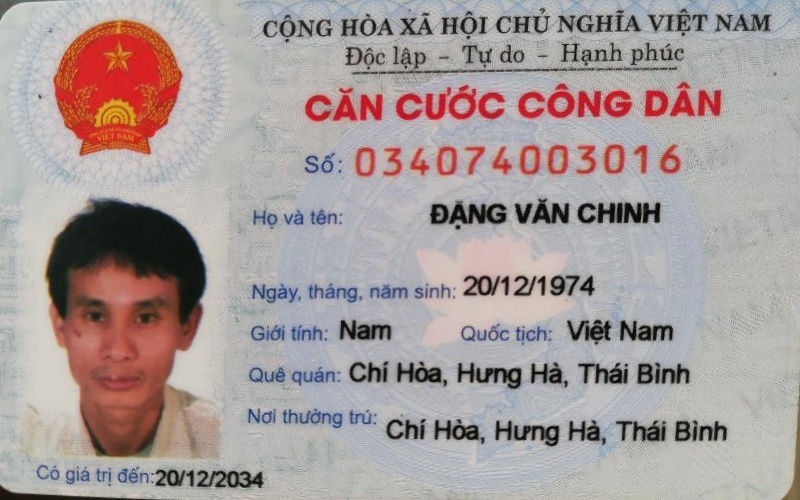 CỘNG HÒA XÃ HỘI CHỦ NGHĨA VIỆT NAM
Độc lập – Tự do – Hạnh phúc
CĂN CƯỚC CÔNG DÂN
Số: 034074003016
Họ và tên: ĐẶNG VĂN CHINH
Ngày, tháng, năm sinh: 20/12/1974
Giới tính: Nam Quốc tịch: Việt Nam
Quê quán: Chí Hòa, Hưng Hà, Thái Bình
Nơi thường trú: Chí Hòa, Hưng Hà, Thái Bình
Có giá trị đến: 20/12/2034
VIỆT NAM